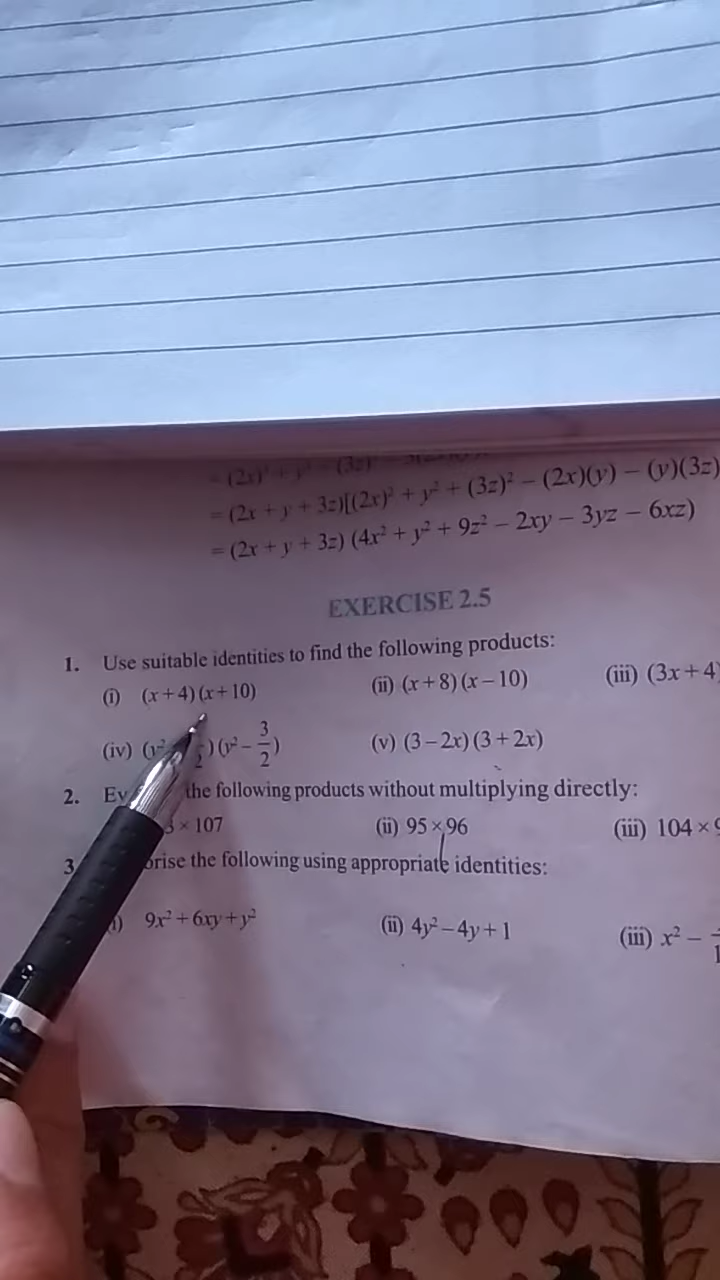 = (2x + y + 3z)[(2x)² + y² + (3z)² − (2x)(y) − (y)(3z)
= (2x + y + 3z) (4x² + y² + 9z² − 2xy − 3yz − 6xz)
EXERCISE 2.5
1. Use suitable identities to find the following products:
(i) (x + 4) (x + 10) (ii) (x + 8) (x − 10) (iii) (3x + 4)
(iv) (y² 2) (y² − 3/2) (v) (3 − 2x) (3 + 2x)
2. the following products without multiplying directly:
× 107 (ii) 95 × 96 (iii) 104 ×
3 the following using appropriate identities:
9x² + 6xy + y² (ii) 4y² − 4y + 1 (iii) x² −